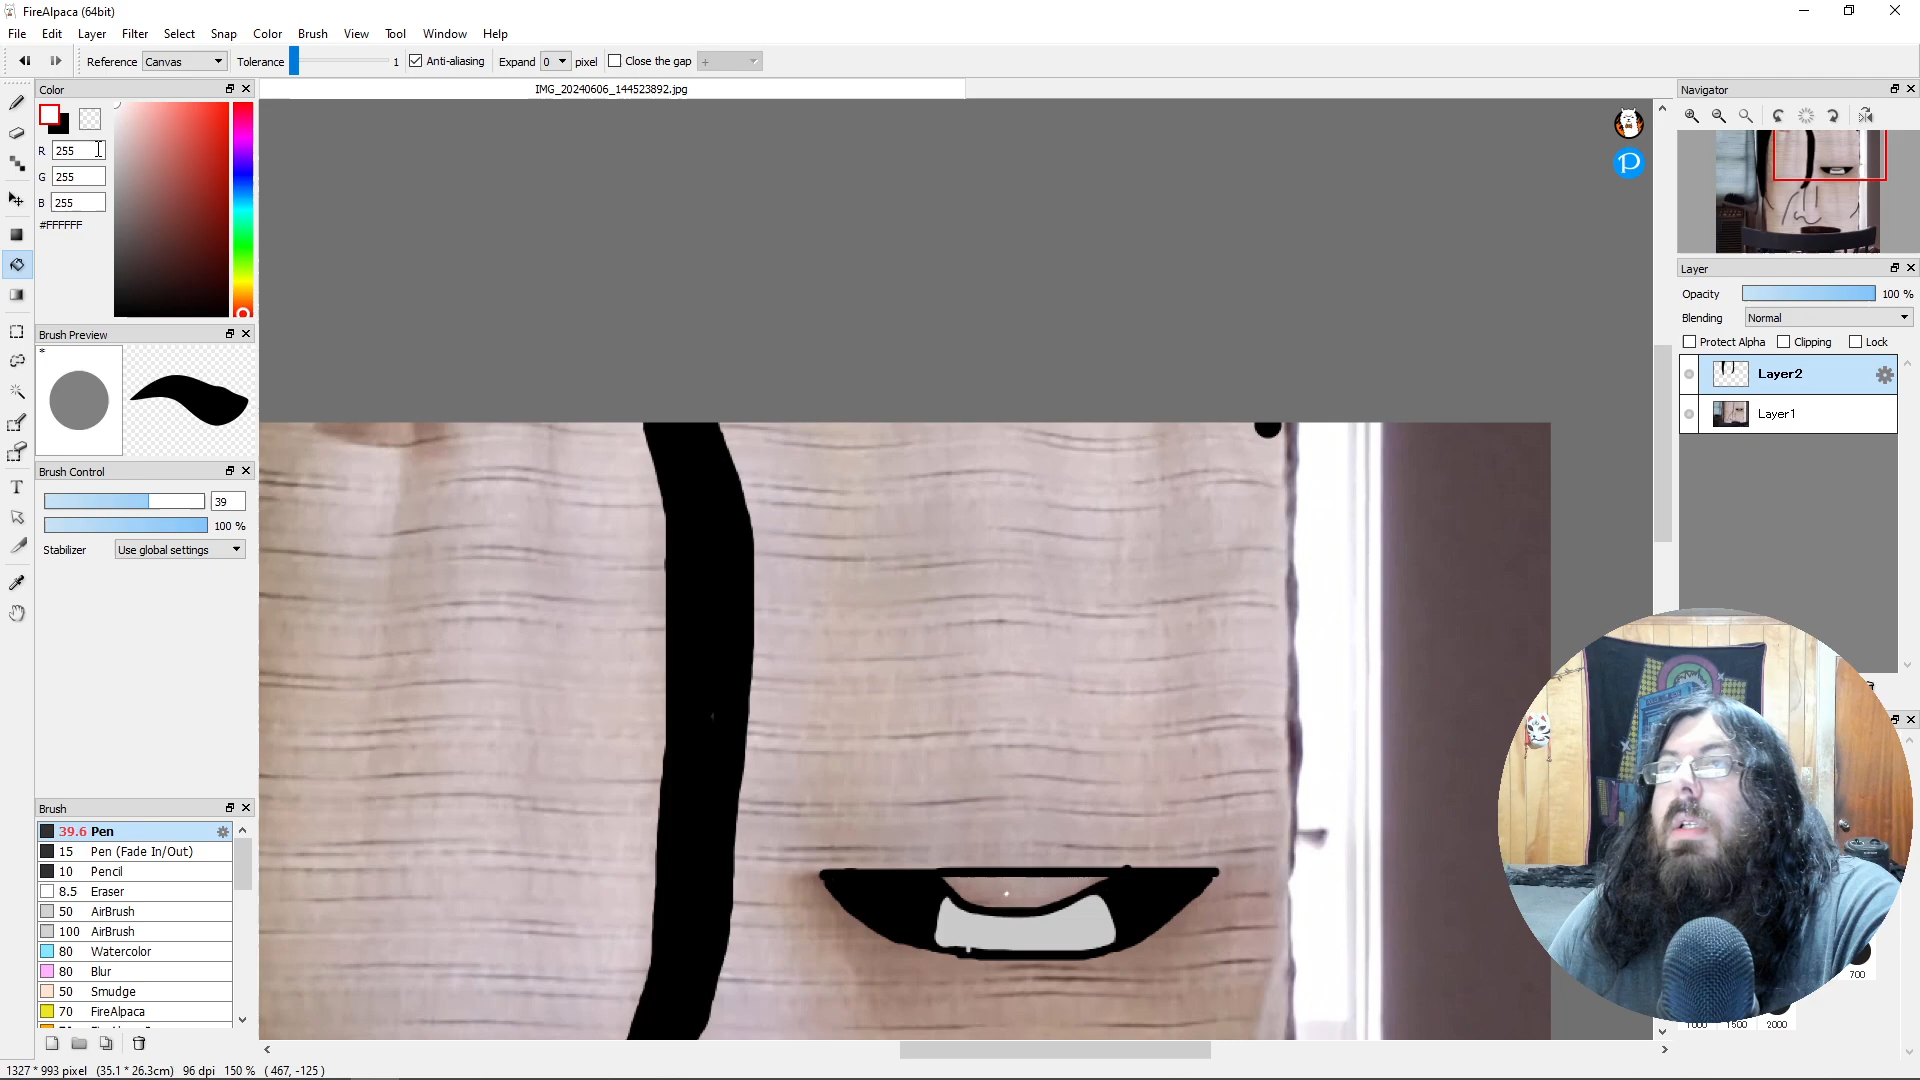 FireAlpaca (64bit)
File Edit Layer Filter Select Snap Color Brush View Tool Window Help
Reference Canvas Tolerance 1 Anti-aliasing Expand 0 pixel Close the gap +
Color
IMG_20240606_144523892.jpg
Navigator
R 255
G 255
B 255
#FFFFFF
P
Layer
Opacity 100 %
Blending Normal
Protect Alpha Clipping Lock
Layer2
Layer1
Brush Preview
*
Brush Control
39
100 %
Stabilizer Use global settings
T
Brush
39.6 Pen
15 Pen (Fade In/Out)
10 Pencil
8.5 Eraser
50 AirBrush
100 AirBrush
80 Watercolor
80 Blur
50 Smudge
70 FireAlpaca
700
1000 1500 2000
1327 * 993 pixel (35.1 * 26.3cm) 96 dpi 150 % ( 467, -125 )